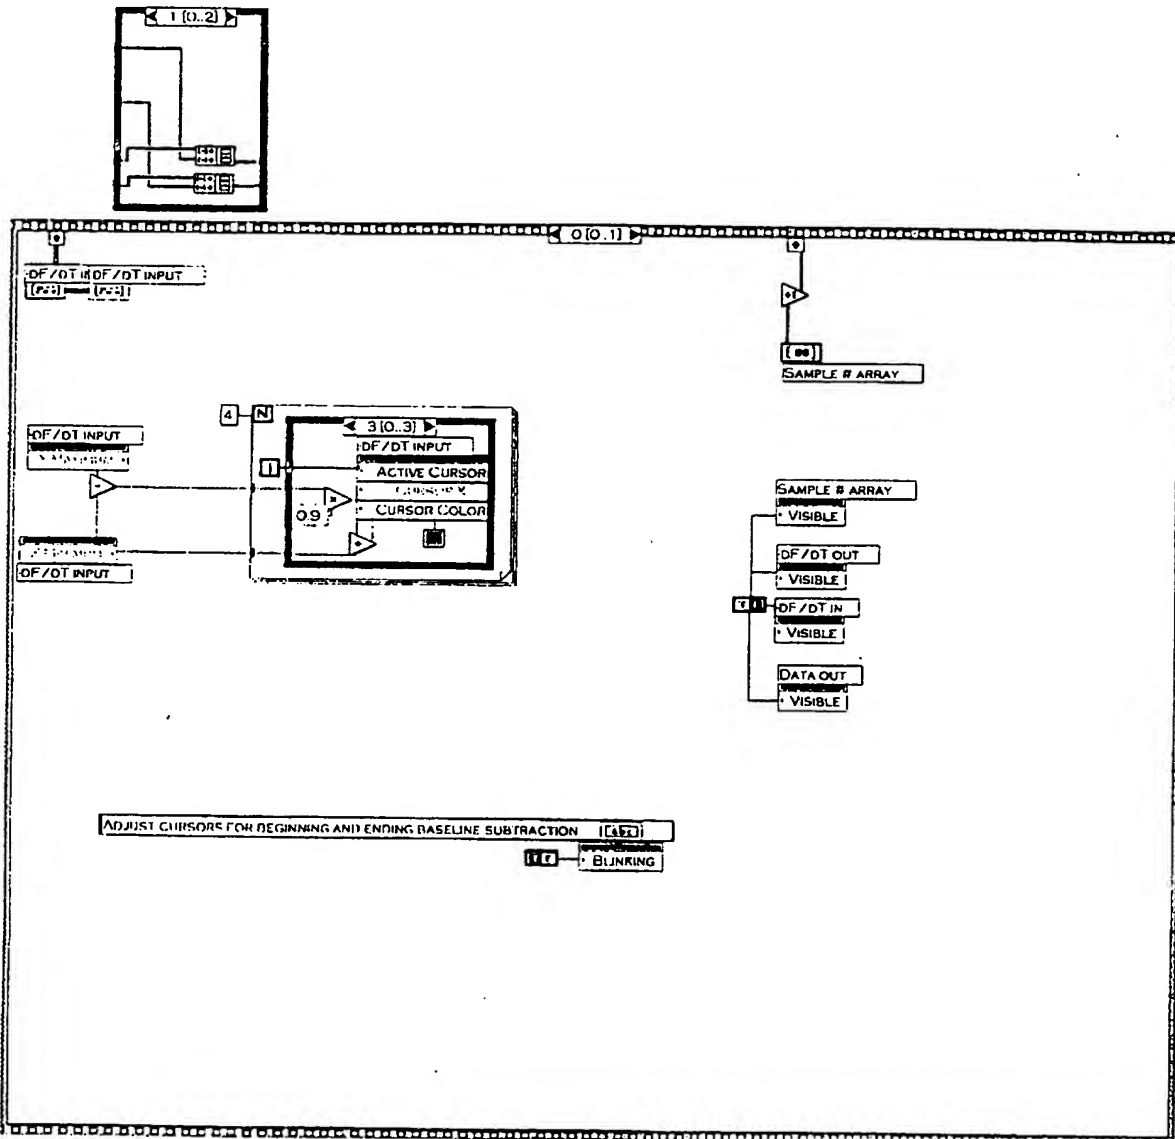 1 [0..2]
0 [0..1]
DF/DT INPUT
SAMPLE # ARRAY
4 N
3 [0..3]
DF/DT INPUT
DF/DT INPUT
ACTIVE CURSOR
I
CURSOR X
CURSOR COLOR
0.9
DF/DT INPUT
SAMPLE # ARRAY
VISIBLE
DF/DT OUT
VISIBLE
DF/DT IN
VISIBLE
DATA OUT
VISIBLE
ADJUST CURSORS FOR BEGINNING AND ENDING BASELINE SUBTRACTION
BLINKING